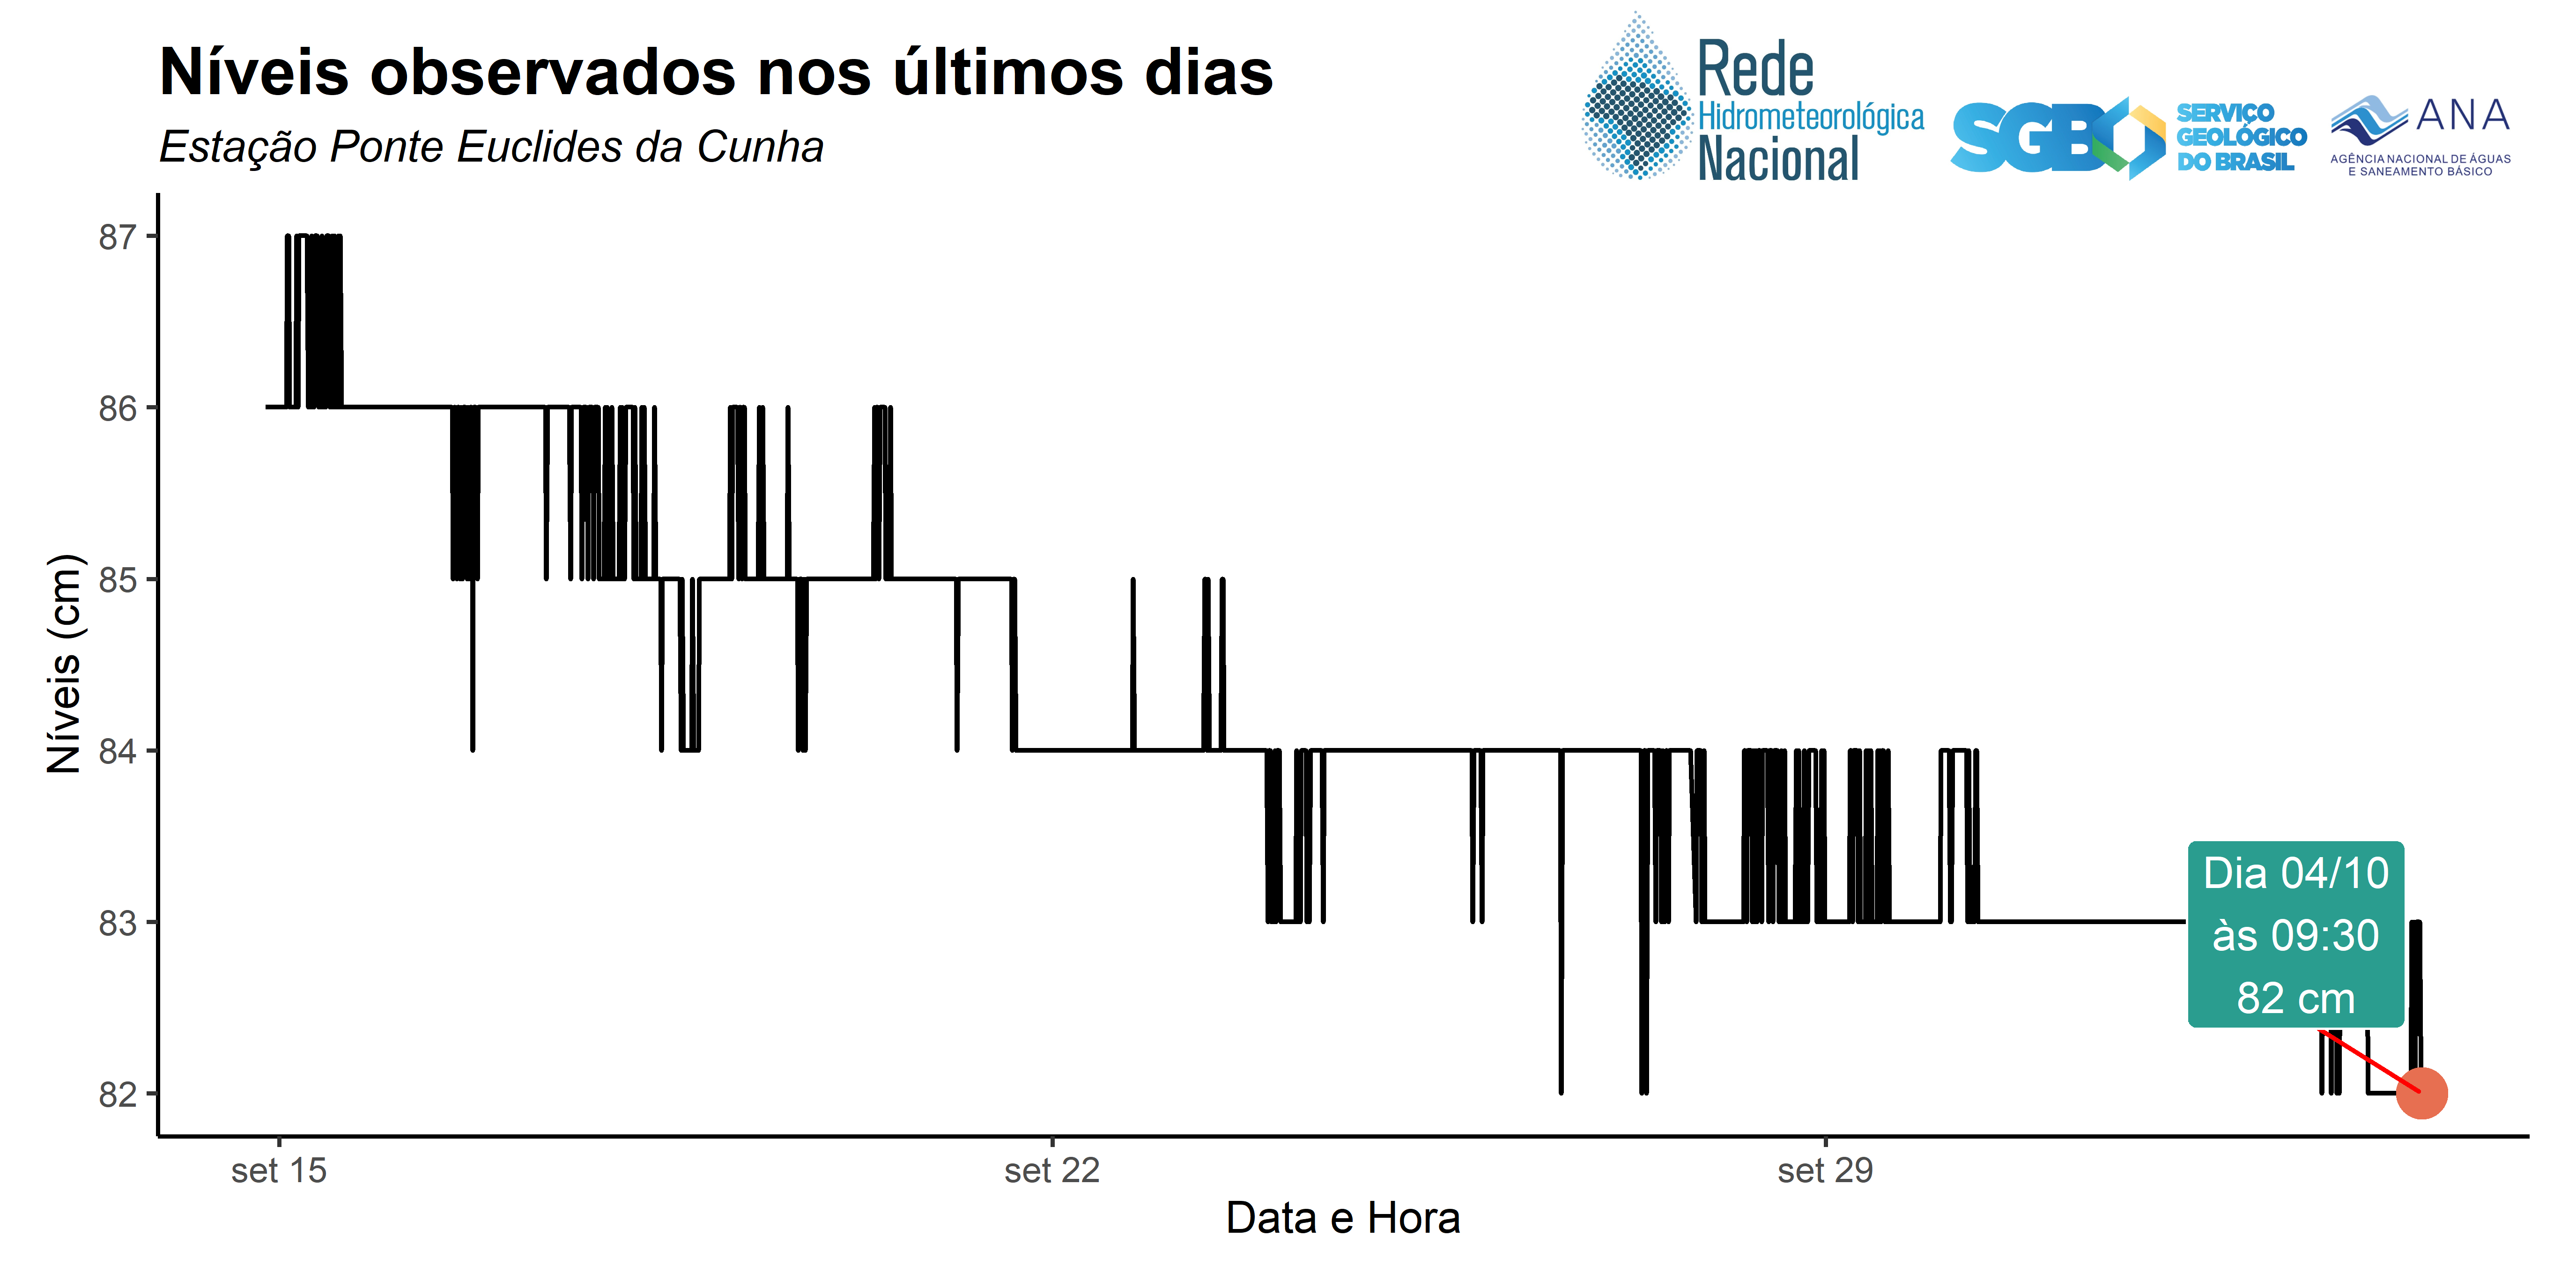 Níveis observados nos últimos dias
Estação Ponte Euclides da Cunha
Rede
Hidrometeorológica
Nacional
SGB
SERVIÇO
GEOLÓGICO
DO BRASIL
ANA
AGÊNCIA NACIONAL DE ÁGUAS
E SANEAMENTO BÁSICO
Níveis (cm)
87
86
85
84
83
82
Dia 04/10
às 09:30
82 cm
set 15
set 22
set 29
Data e Hora